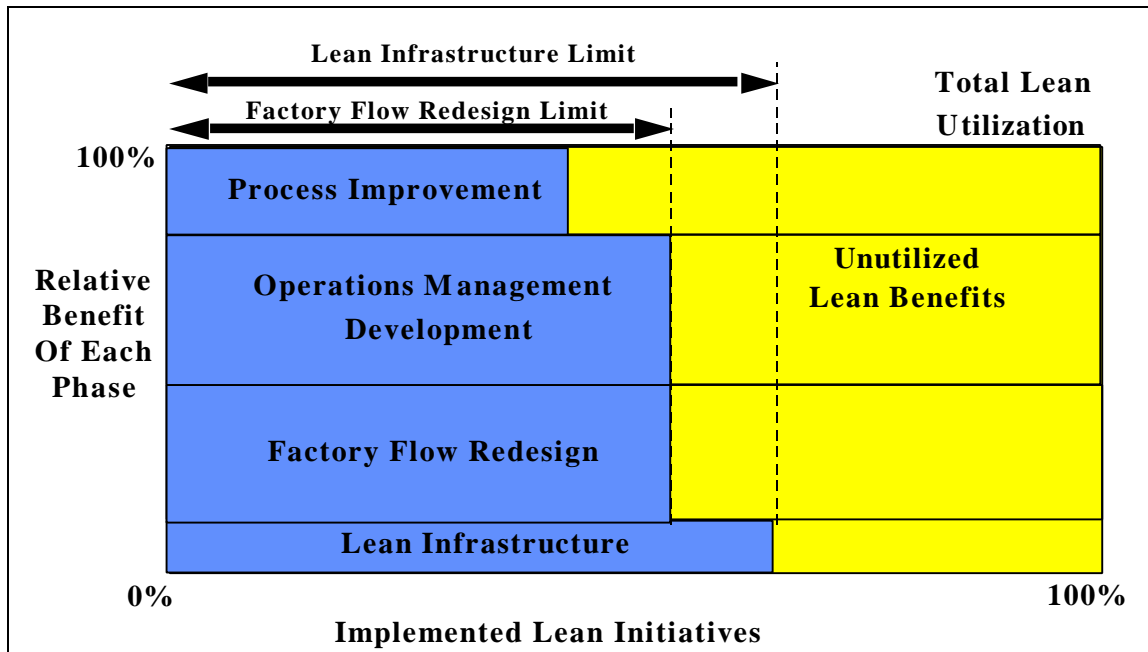 Lean Infrastructure Limit
Factory Flow Redesign Limit
Total Lean
Utilization
100%
Process Improvement
Relative
Benefit
Of Each
Phase
Operations Management
Development
Unutilized
Lean Benefits
Factory Flow Redesign
Lean Infrastructure
0%
100%
Implemented Lean Initiatives